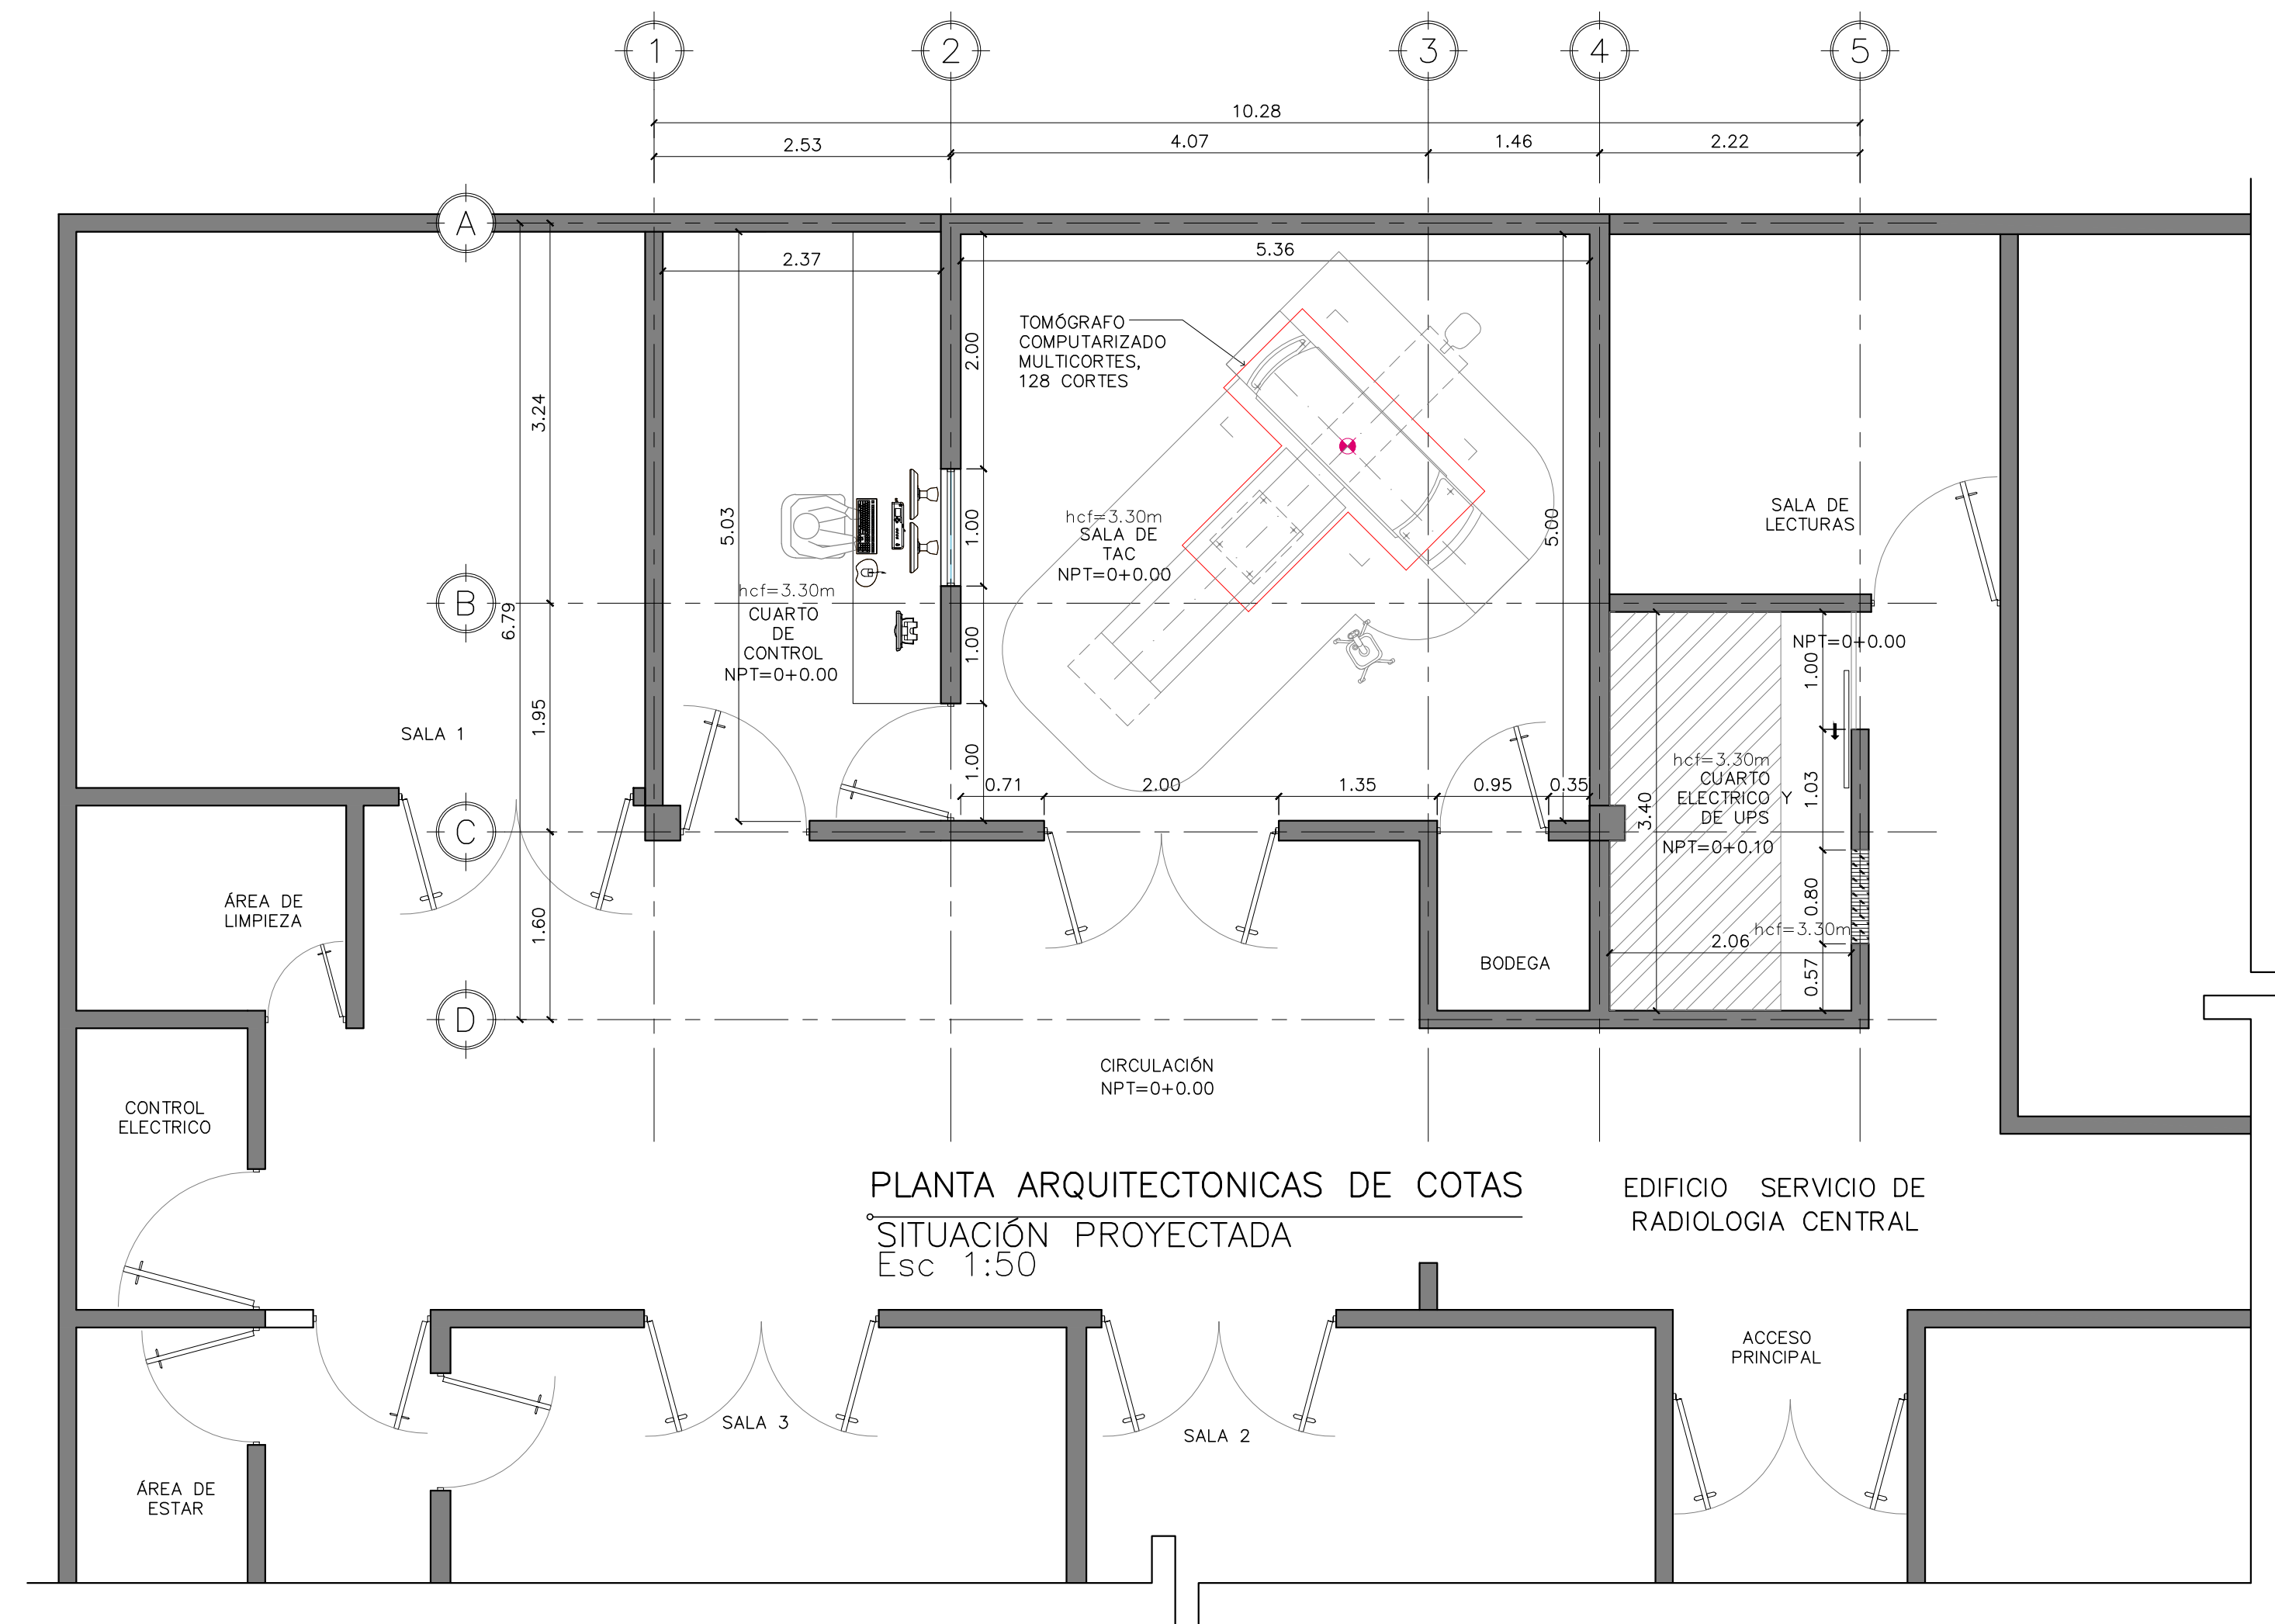 1
2
3
4
5
10.28
2.53
4.07
1.46
2.22
A
B
C
D
3.24
1.95
1.60
6.79
2.37
5.36
5.03
2.00
1.00
1.00
1.00
5.00
TOMÓGRAFO
COMPUTARIZADO
MULTICORTES,
128 CORTES
hcf=3.30m
SALA DE
TAC
NPT=0+0.00
hcf=3.30m
CUARTO
DE
CONTROL
NPT=0+0.00
SALA DE
LECTURAS
NPT=0+0.00
1.00
1.03
0.80
0.57
3.40
hcf=3.30m
CUARTO
ELECTRICO Y
DE UPS
NPT=0+0.10
hcf=3.30m
2.06
SALA 1
0.71
2.00
1.35
0.95
0.35
ÁREA DE
LIMPIEZA
BODEGA
CONTROL
ELECTRICO
CIRCULACIÓN
NPT=0+0.00
PLANTA ARQUITECTONICAS DE COTAS
SITUACIÓN PROYECTADA
Esc 1:50
EDIFICIO SERVICIO DE
RADIOLOGIA CENTRAL
ACCESO
PRINCIPAL
SALA 3
SALA 2
ÁREA DE
ESTAR